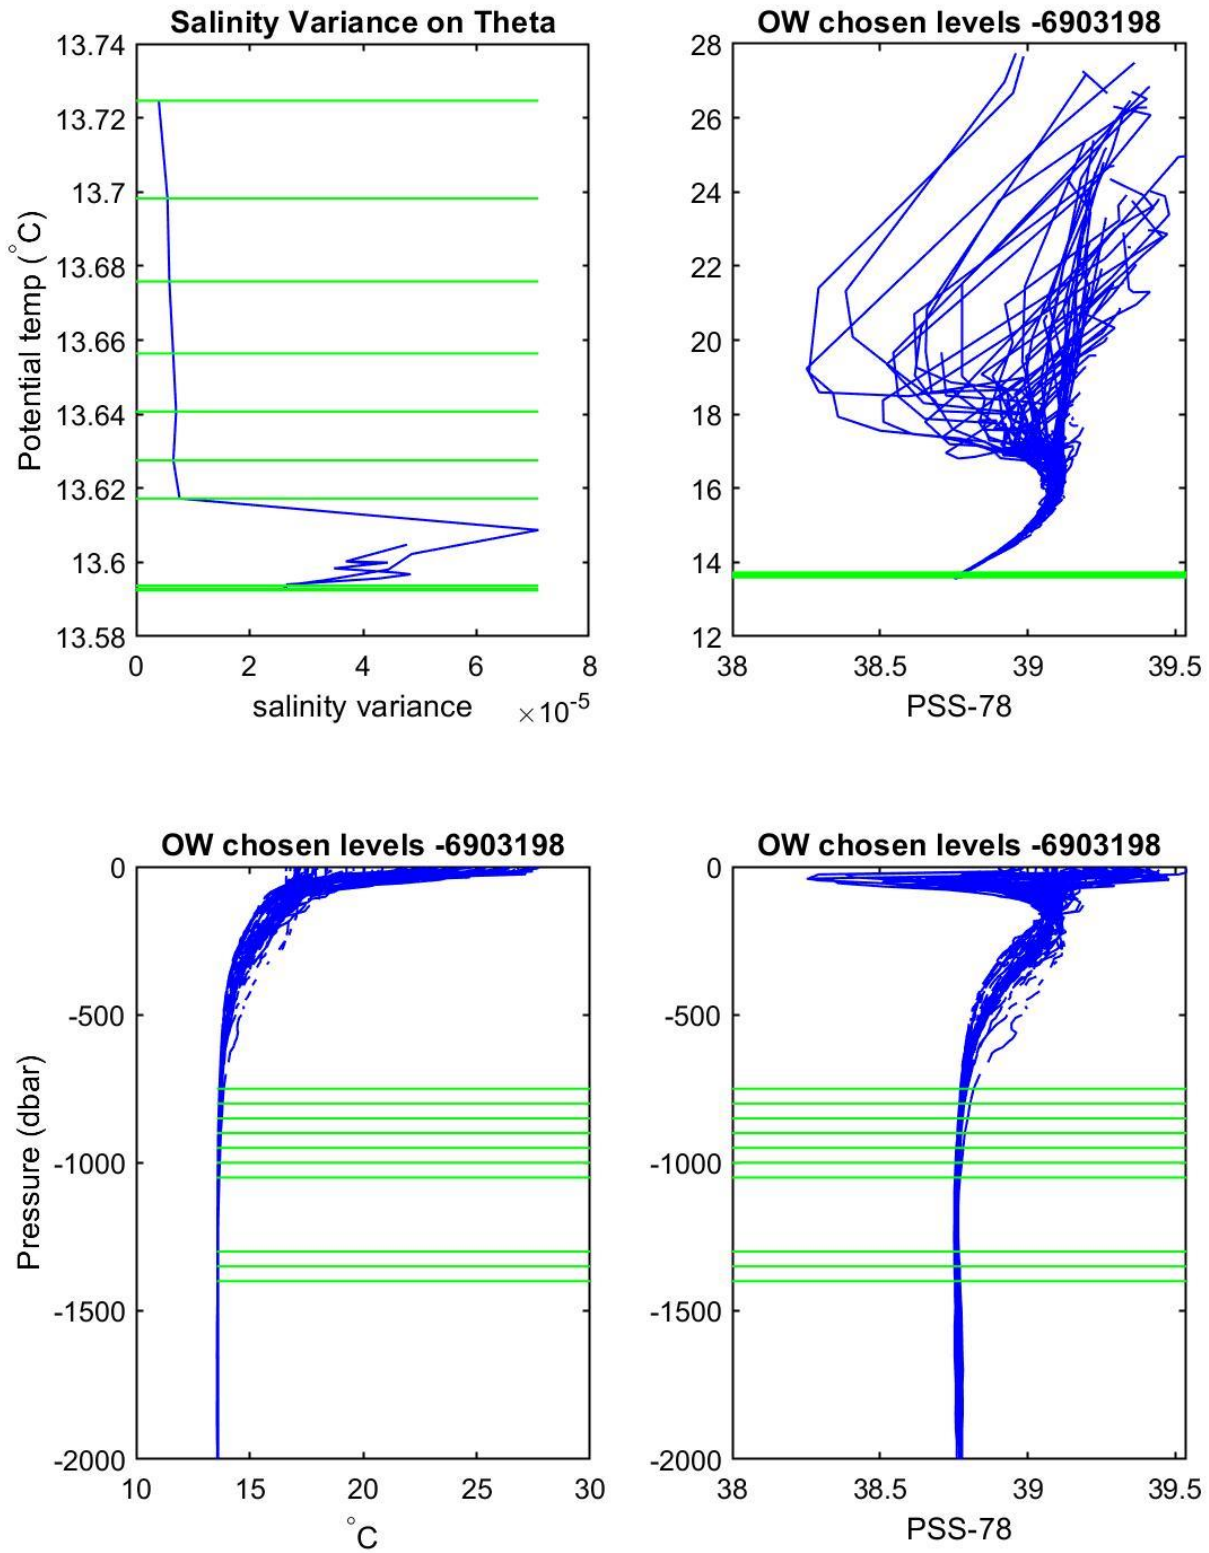 Salinity Variance on Theta
13.74
13.72
13.7
13.68
13.66
13.64
13.62
13.6
13.58
Potential temp (°C)
0 2 4 6 8
salinity variance ×10-5
OW chosen levels -6903198
28
26
24
22
20
18
16
14
12
38 38.5 39 39.5
PSS-78
OW chosen levels -6903198
0
-500
-1000
-1500
-2000
Pressure (dbar)
10 15 20 25 30
°C
OW chosen levels -6903198
0
-500
-1000
-1500
-2000
38 38.5 39 39.5
PSS-78